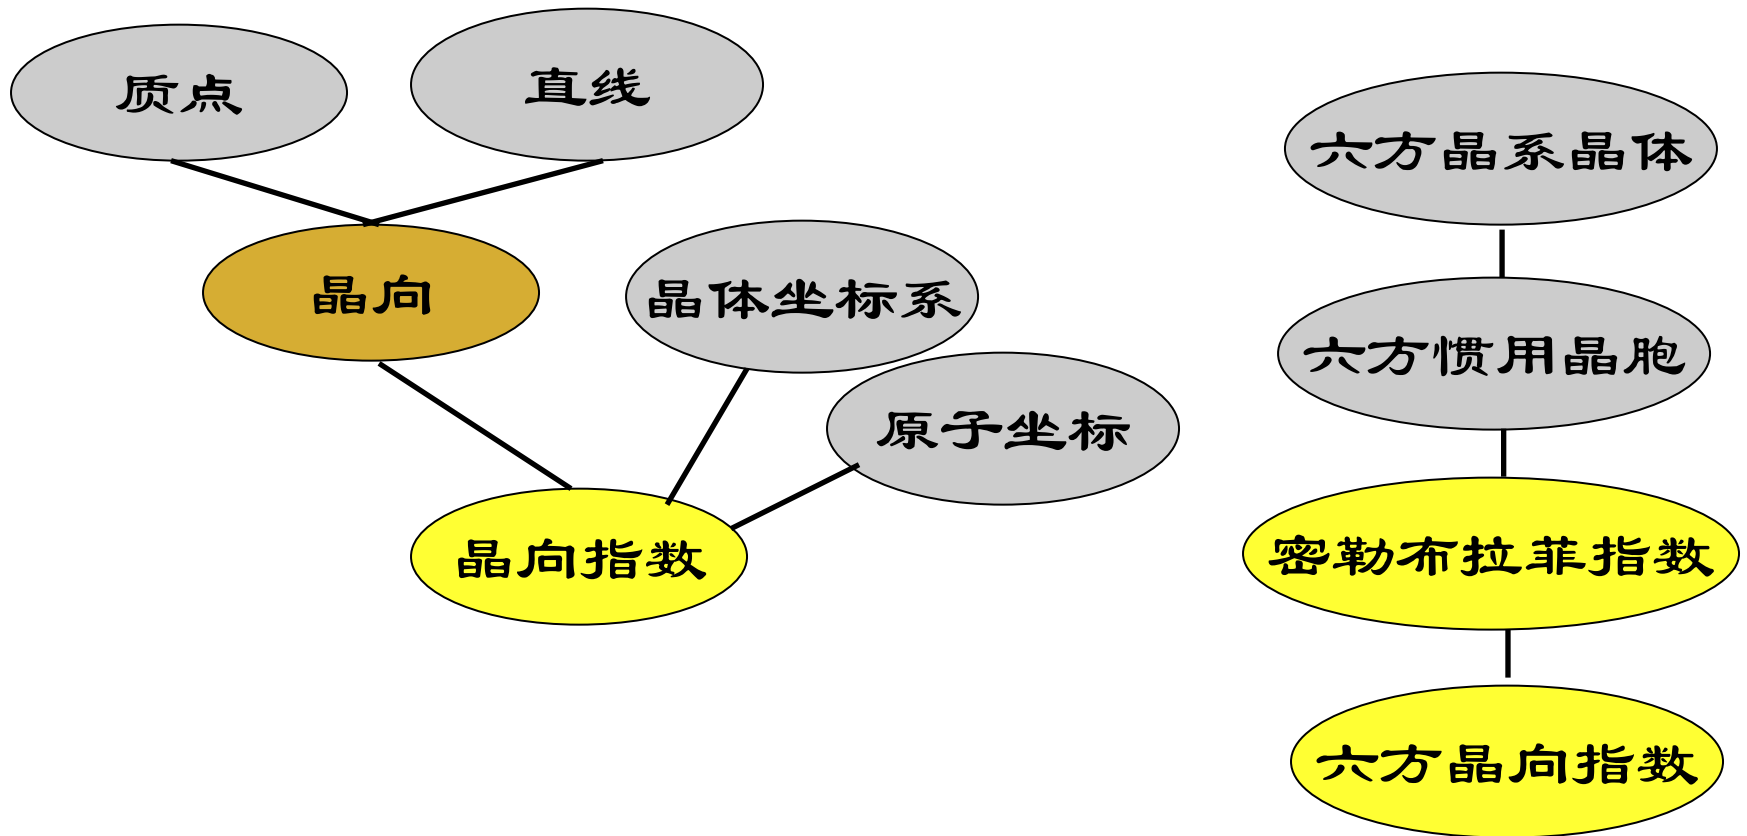 质点
直线
晶向
晶体坐标系
原子坐标
晶向指数
六方晶系晶体
六方惯用晶胞
密勒布拉菲指数
六方晶向指数